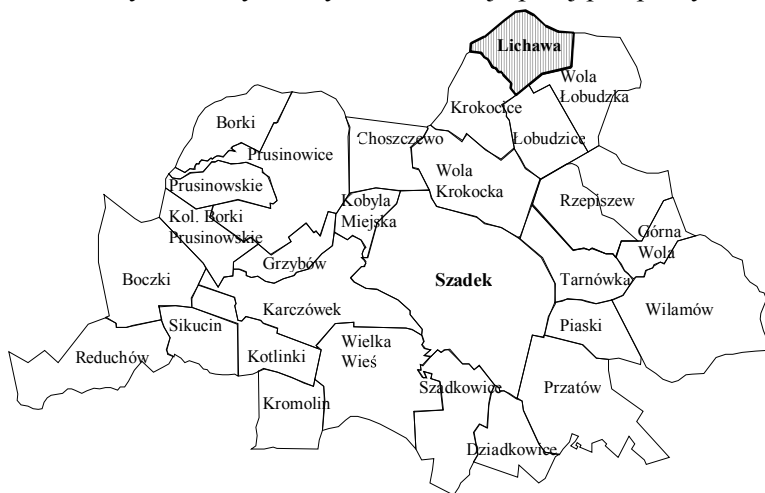 Lichawa
Wola
Łobudzka
Krokocice
Borki
Choszczewo
Łobudzice
Prusinowice
Wola
Krokocka
Prusinowskie
Rzepiszew
Kobyla
Miejska
Kol. Borki
Prusinowskie
Górna
Wola
Grzybów
Boczki
Szadek
Tarnówka
Karczówek
Wilamów
Sikucin
Piaski
Wielka
Wieś
Reduchów
Kotlinki
Szadkowice
Przatów
Kromolin
Dziadkowice